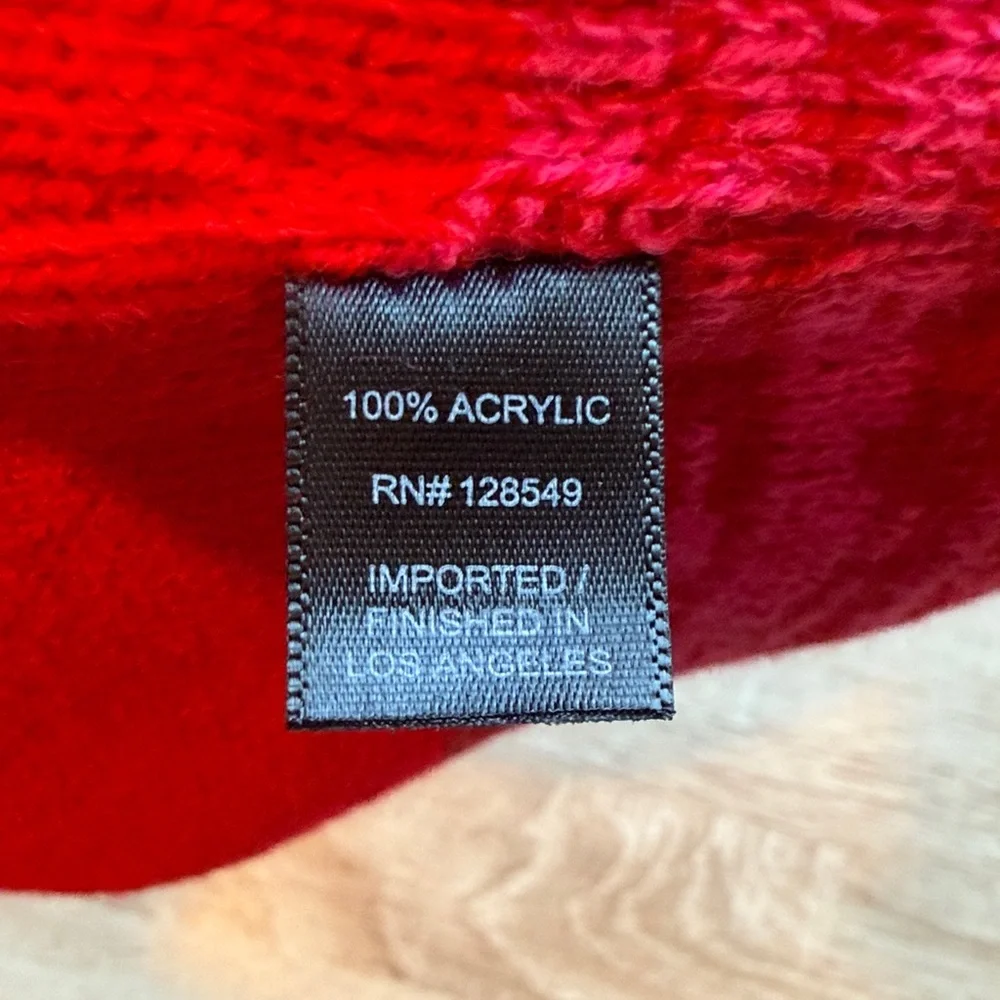 100% ACRYLIC
RN# 128549
IMPORTED /
FINISHED IN
LOS ANGELES